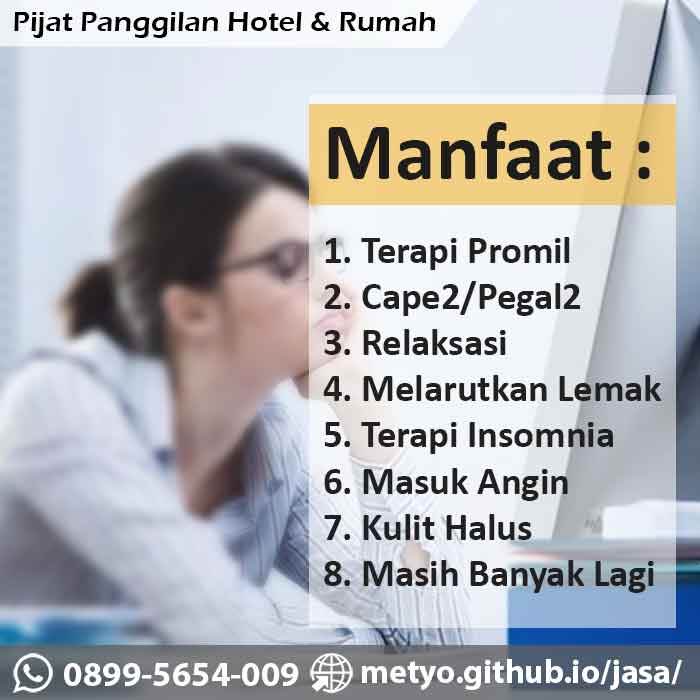 Pijat Panggilan Hotel & Rumah
Manfaat :
1. Terapi Promil
2. Cape2/Pegal2
3. Relaksasi
4. Melarutkan Lemak
5. Terapi Insomnia
6. Masuk Angin
7. Kulit Halus
8. Masih Banyak Lagi
0899-5654-009 metyo.github.io/jasa/